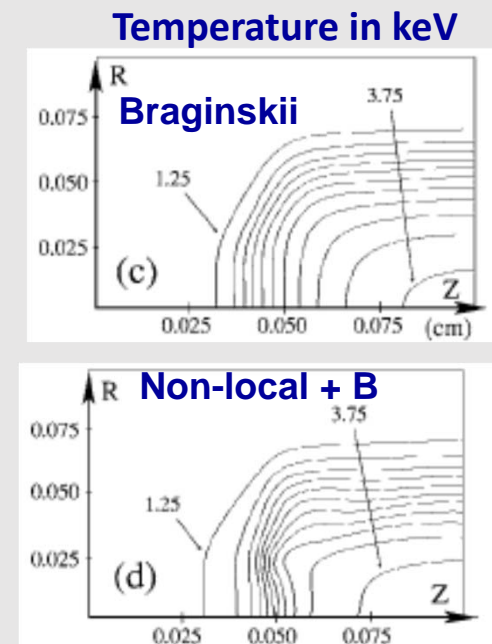 Temperature in keV
R
Braginskii
3.75
0.075
1.25
0.050
0.025
(c)
Z
0.025 0.050 0.075 (cm)
R Non-local + B
3.75
0.075
0.050
1.25
0.025
(d)
Z
0.025 0.050 0.075